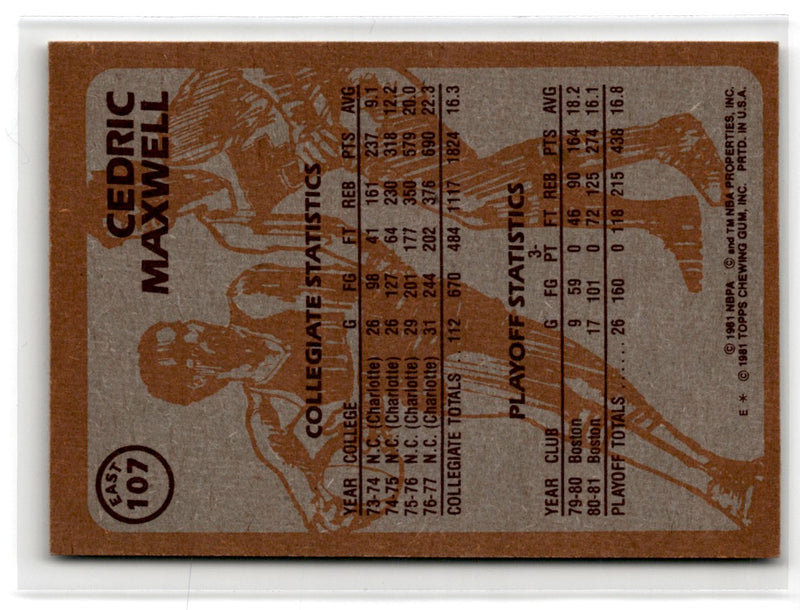 EAST
107
CEDRIC
MAXWELL
COLLEGIATE STATISTICS
YEAR COLLEGE G FG FT REB PTS AVG
73-74 N.C. (Charlotte) 26 98 41 161 237 9.1
74-75 N.C. (Charlotte) 26 127 64 230 318 12.2
75-76 N.C. (Charlotte) 29 201 177 350 579 20.0
76-77 N.C. (Charlotte) 31 244 202 376 690 22.3
COLLEGIATE TOTALS .. 112 670 484 1117 1824 16.3
PLAYOFF STATISTICS
3-
YEAR CLUB G FG PT FT REB PTS AVG
79-80 Boston 9 59 0 46 90 164 18.2
80-81 Boston 17 101 0 72 125 274 16.1
PLAYOFF TOTALS ...... 26 160 0 118 215 438 16.8
© 1981 NBPA © and TM NBA PROPERTIES, INC.
E * © 1981 TOPPS CHEWING GUM, INC. PRTD. IN U.S.A.